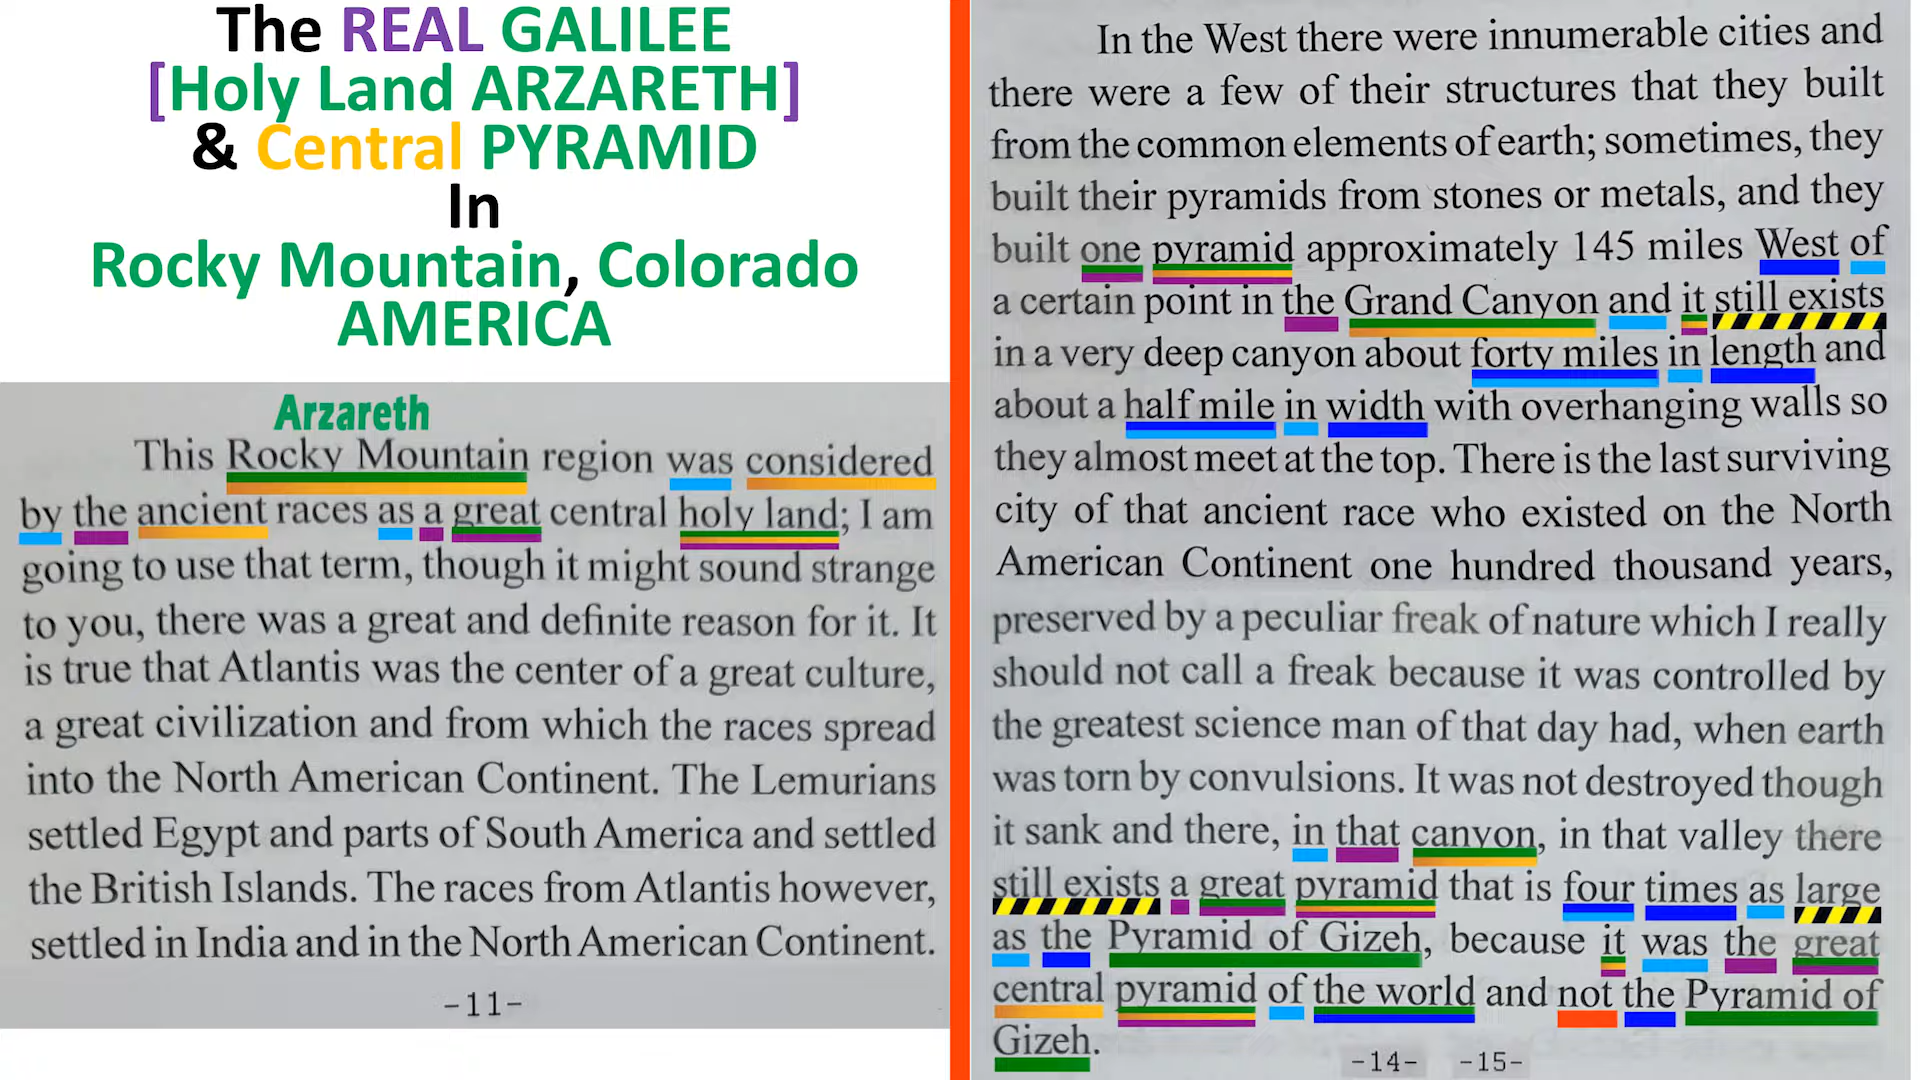 The REAL GALILEE
[Holy Land ARZARETH]
& Central PYRAMID
In
Rocky Mountain, Colorado
AMERICA
Arzareth
This Rocky Mountain region was considered
by the ancient races as a great central holy land; I am
going to use that term, though it might sound strange
to you, there was a great and definite reason for it. It
is true that Atlantis was the center of a great culture,
a great civilization and from which the races spread
into the North American Continent. The Lemurians
settled Egypt and parts of South America and settled
the British Islands. The races from Atlantis however,
settled in India and in the North American Continent.
-11-
In the West there were innumerable cities and
there were a few of their structures that they built
from the common elements of earth; sometimes, they
built their pyramids from stones or metals, and they
built one pyramid approximately 145 miles West of
a certain point in the Grand Canyon and it still exists
in a very deep canyon about forty miles in length and
about a half mile in width with overhanging walls so
they almost meet at the top. There is the last surviving
city of that ancient race who existed on the North
American Continent one hundred thousand years,
preserved by a peculiar freak of nature which I really
should not call a freak because it was controlled by
the greatest science man of that day had, when earth
was torn by convulsions. It was not destroyed though
it sank and there, in that canyon, in that valley there
still exists a great pyramid that is four times as large
as the Pyramid of Gizeh, because it was the great
central pyramid of the world and not the Pyramid of
Gizeh.
-14- -15-